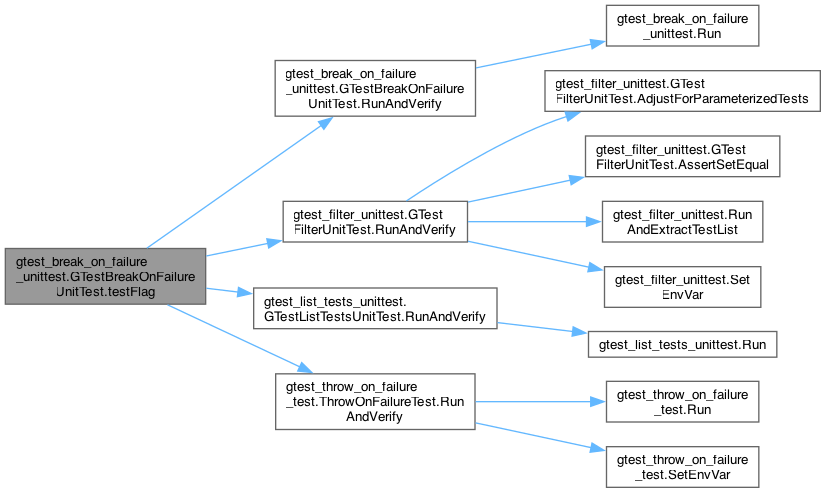 gtest_break_on_failure
_unittest.GTestBreakOnFailure
UnitTest.testFlag
gtest_break_on_failure
_unittest.GTestBreakOnFailure
UnitTest.RunAndVerify
gtest_break_on_failure
_unittest.Run
gtest_filter_unittest.GTest
FilterUnitTest.RunAndVerify
gtest_filter_unittest.GTest
FilterUnitTest.AdjustForParameterizedTests
gtest_filter_unittest.GTest
FilterUnitTest.AssertSetEqual
gtest_filter_unittest.Run
AndExtractTestList
gtest_filter_unittest.Set
EnvVar
gtest_list_tests_unittest.
GTestListTestsUnitTest.RunAndVerify
gtest_list_tests_unittest.Run
gtest_throw_on_failure
_test.ThrowOnFailureTest.Run
AndVerify
gtest_throw_on_failure
_test.Run
gtest_throw_on_failure
_test.SetEnvVar